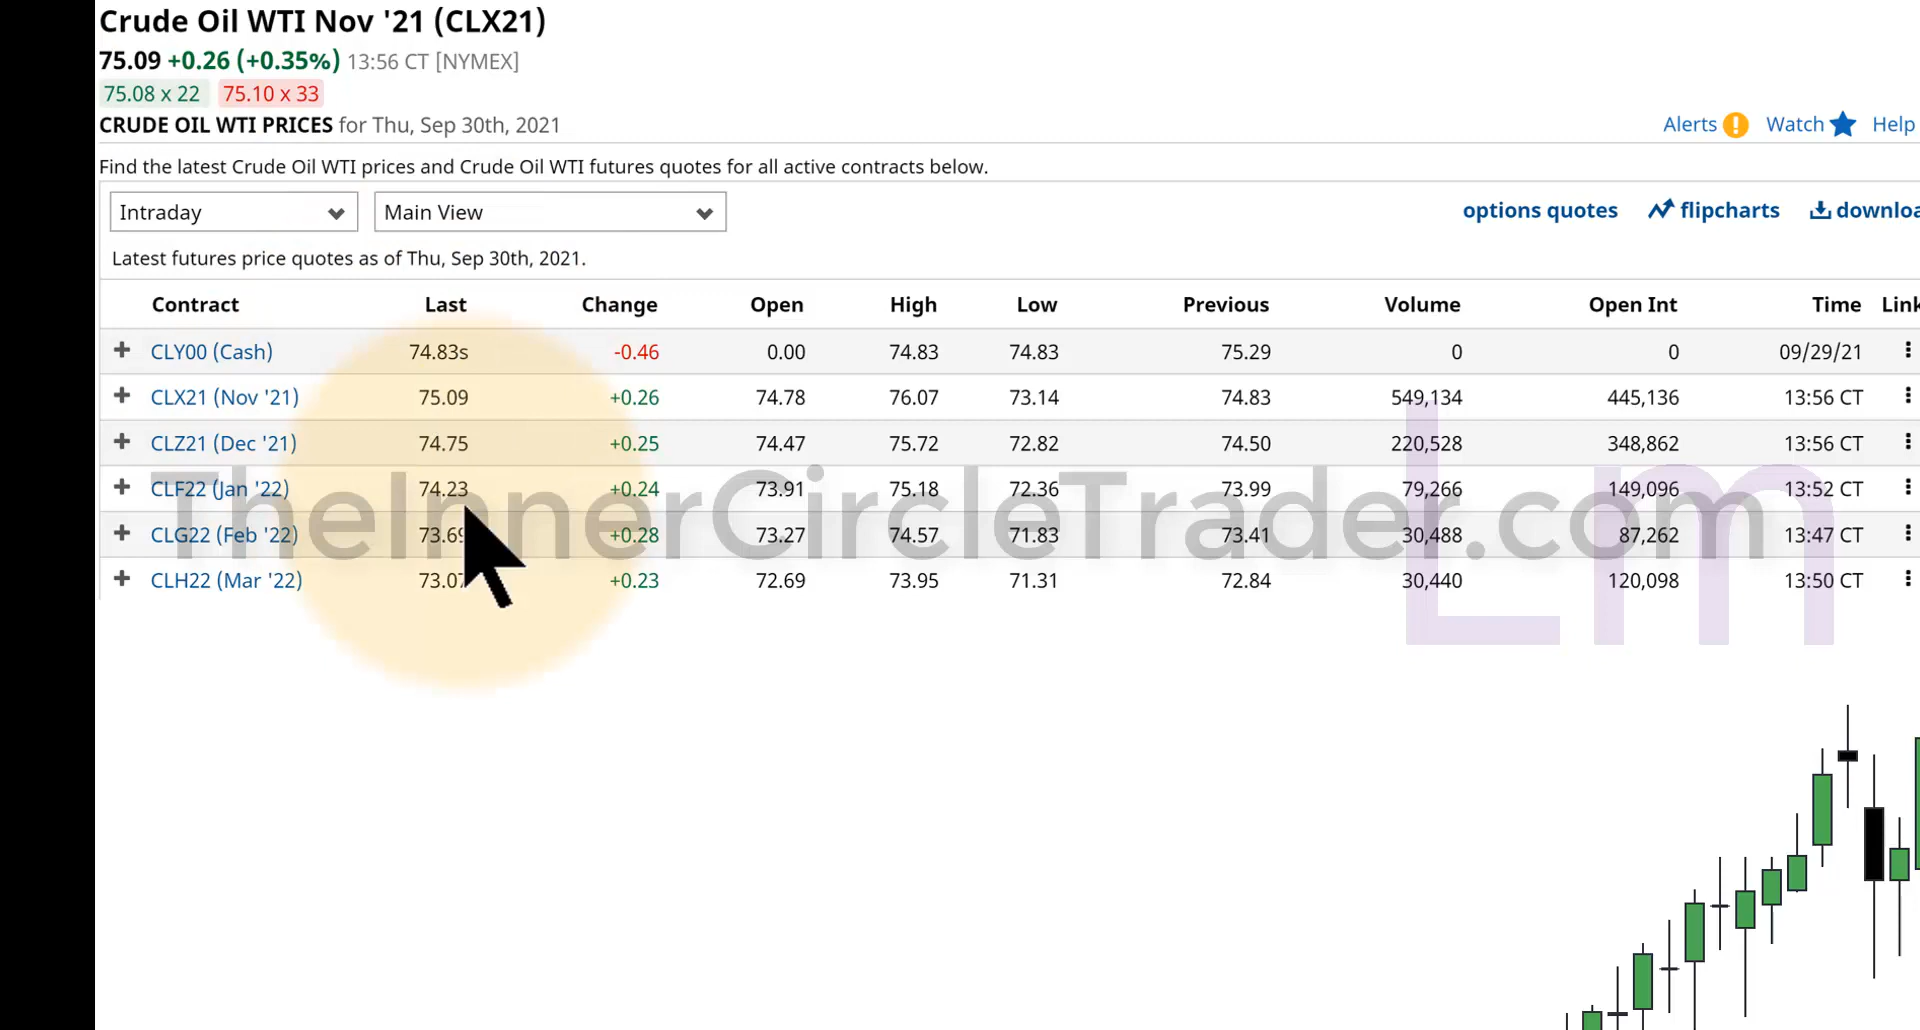 Crude Oil WTI Nov '21 (CLX21)
75.09 +0.26 (+0.35%) 13:56 CT [NYMEX]
75.08 x 22 75.10 x 33
CRUDE OIL WTI PRICES for Thu, Sep 30th, 2021
Alerts Watch Help
Find the latest Crude Oil WTI prices and Crude Oil WTI futures quotes for all active contracts below.
Intraday Main View options quotes flipcharts downloa
Latest futures price quotes as of Thu, Sep 30th, 2021.
Contract Last Change Open High Low Previous Volume Open Int Time Link
CLY00 (Cash) 74.83s -0.46 0.00 74.83 74.83 75.29 0 0 09/29/21
CLX21 (Nov '21) 75.09 +0.26 74.78 76.07 73.14 74.83 549,134 445,136 13:56 CT
CLZ21 (Dec '21) 74.75 +0.25 74.47 75.72 72.82 74.50 220,528 348,862 13:56 CT
CLF22 (Jan '22) 74.23 +0.24 73.91 75.18 72.36 73.99 79,266 149,096 13:52 CT
TheInnerCircleTrader.com
Lm
CLG22 (Feb '22) 73.69 +0.28 73.27 74.57 71.83 73.41 30,488 87,262 13:47 CT
CLH22 (Mar '22) 73.07 +0.23 72.69 73.95 71.31 72.84 30,440 120,098 13:50 CT